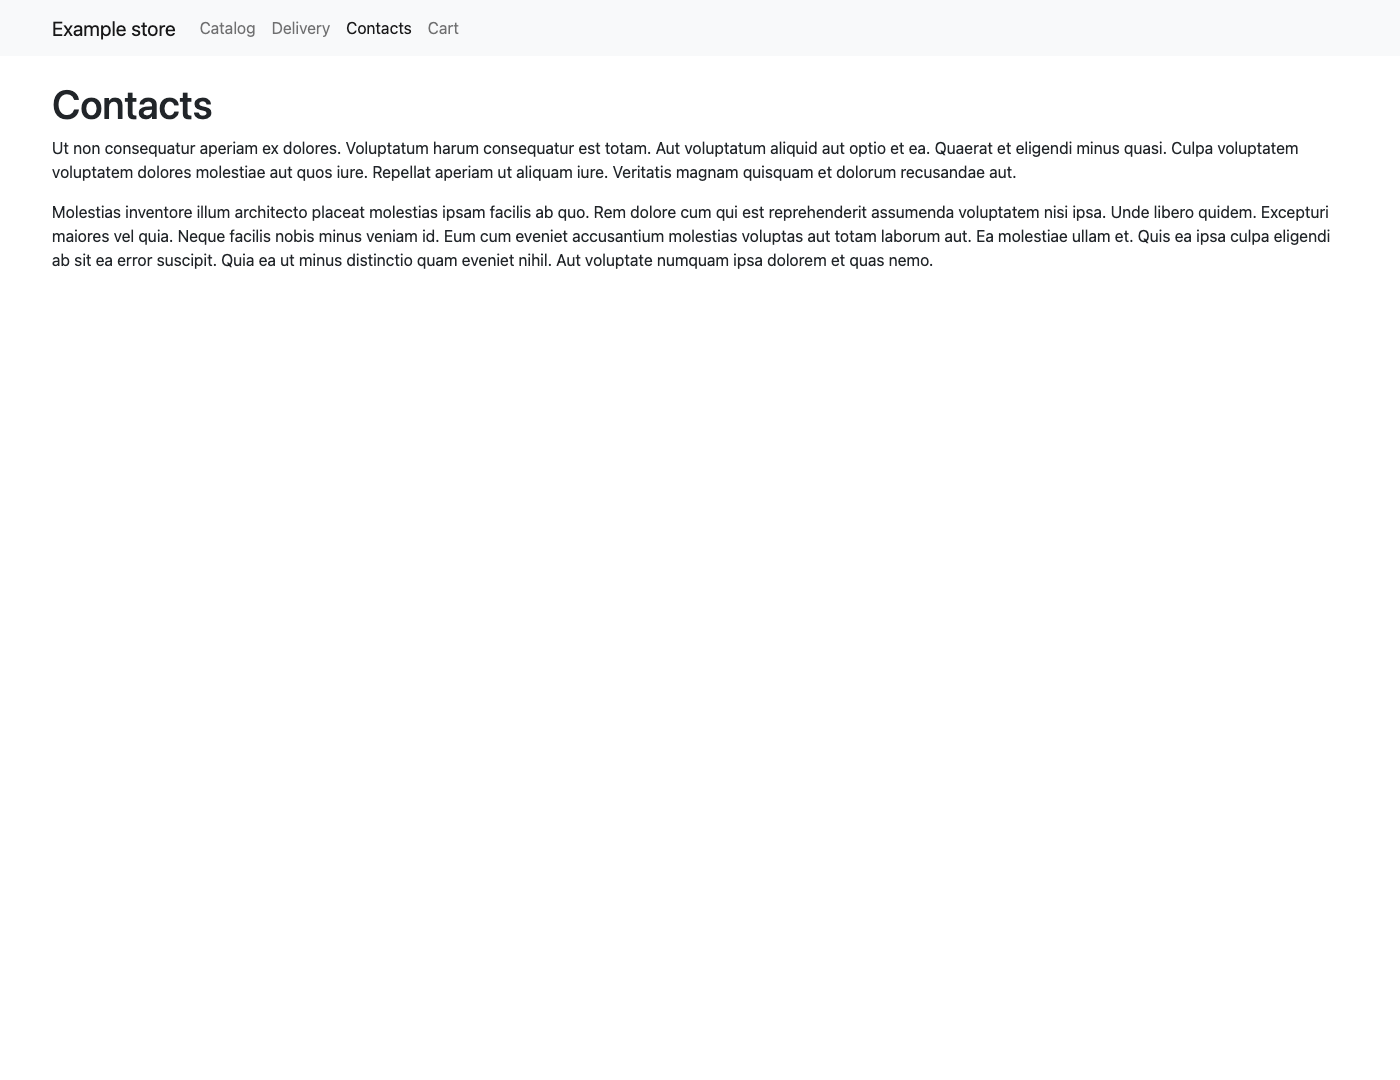 Example store Catalog Delivery Contacts Cart
Contacts
Ut non consequatur aperiam ex dolores. Voluptatum harum consequatur est totam. Aut voluptatum aliquid aut optio et ea. Quaerat et eligendi minus quasi. Culpa voluptatem
voluptatem dolores molestiae aut quos iure. Repellat aperiam ut aliquam iure. Veritatis magnam quisquam et dolorum recusandae aut.
Molestias inventore illum architecto placeat molestias ipsam facilis ab quo. Rem dolore cum qui est reprehenderit assumenda voluptatem nisi ipsa. Unde libero quidem. Excepturi
maiores vel quia. Neque facilis nobis minus veniam id. Eum cum eveniet accusantium molestias voluptas aut totam laborum aut. Ea molestiae ullam et. Quis ea ipsa culpa eligendi
ab sit ea error suscipit. Quia ea ut minus distinctio quam eveniet nihil. Aut voluptate numquam ipsa dolorem et quas nemo.